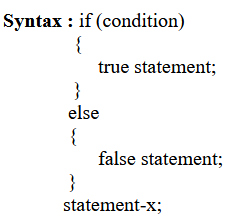 Syntax : if (condition)
{
true statement;
}
else
{
false statement;
}
statement-x;